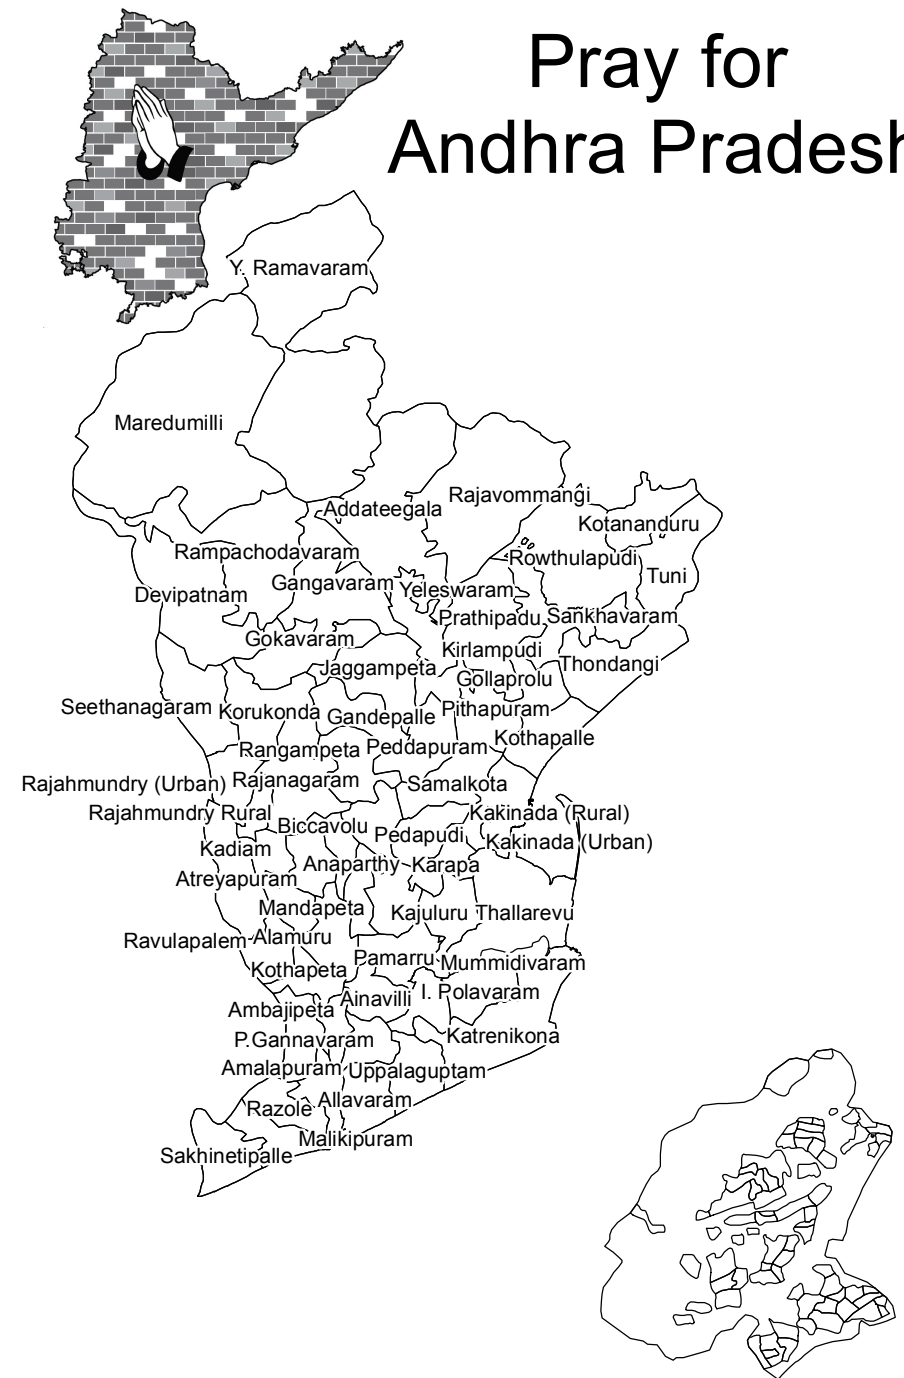 Pray for
Andhra Pradesh
Y. Ramavaram
Maredumilli
Addateegala
Rajavommangi
Kotananduru
Rampachodavaram
Rowthulapudi
Gangavaram
Yeleswaram
Tuni
Devipatnam
Prathipadu
Sankhavaram
Gokavaram
Kirlampudi
Thondangi
Jaggampeta
Gollaprolu
Seethanagaram
Korukonda
Gandepalle
Pithapuram
Rangampeta
Peddapuram
Kothapalle
Rajahmundry (Urban)
Rajanagaram
Samalkota
Rajahmundry Rural
Biccavolu
Kakinada (Rural)
Pedapudi
Kakinada (Urban)
Kadiam
Anaparthy
Karapa
Atreyapuram
Mandapeta
Kajuluru
Thallarevu
Ravulapalem
Alamuru
Pamarru
Mummidivaram
Kothapeta
Ainavilli
I. Polavaram
Ambajipeta
P.Gannavaram
Katrenikona
Amalapuram
Uppalaguptam
Razole
Allavaram
Malikipuram
Sakhinetipalle